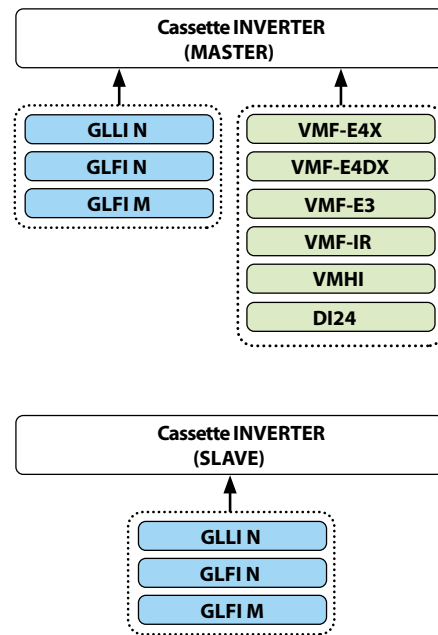 Cassette INVERTER
(MASTER)
GLLI N
GLFI N
GLFI M
VMF-E4X
VMF-E4DX
VMF-E3
VMF-IR
VMHI
DI24
Cassette INVERTER
(SLAVE)
GLLI N
GLFI N
GLFI M